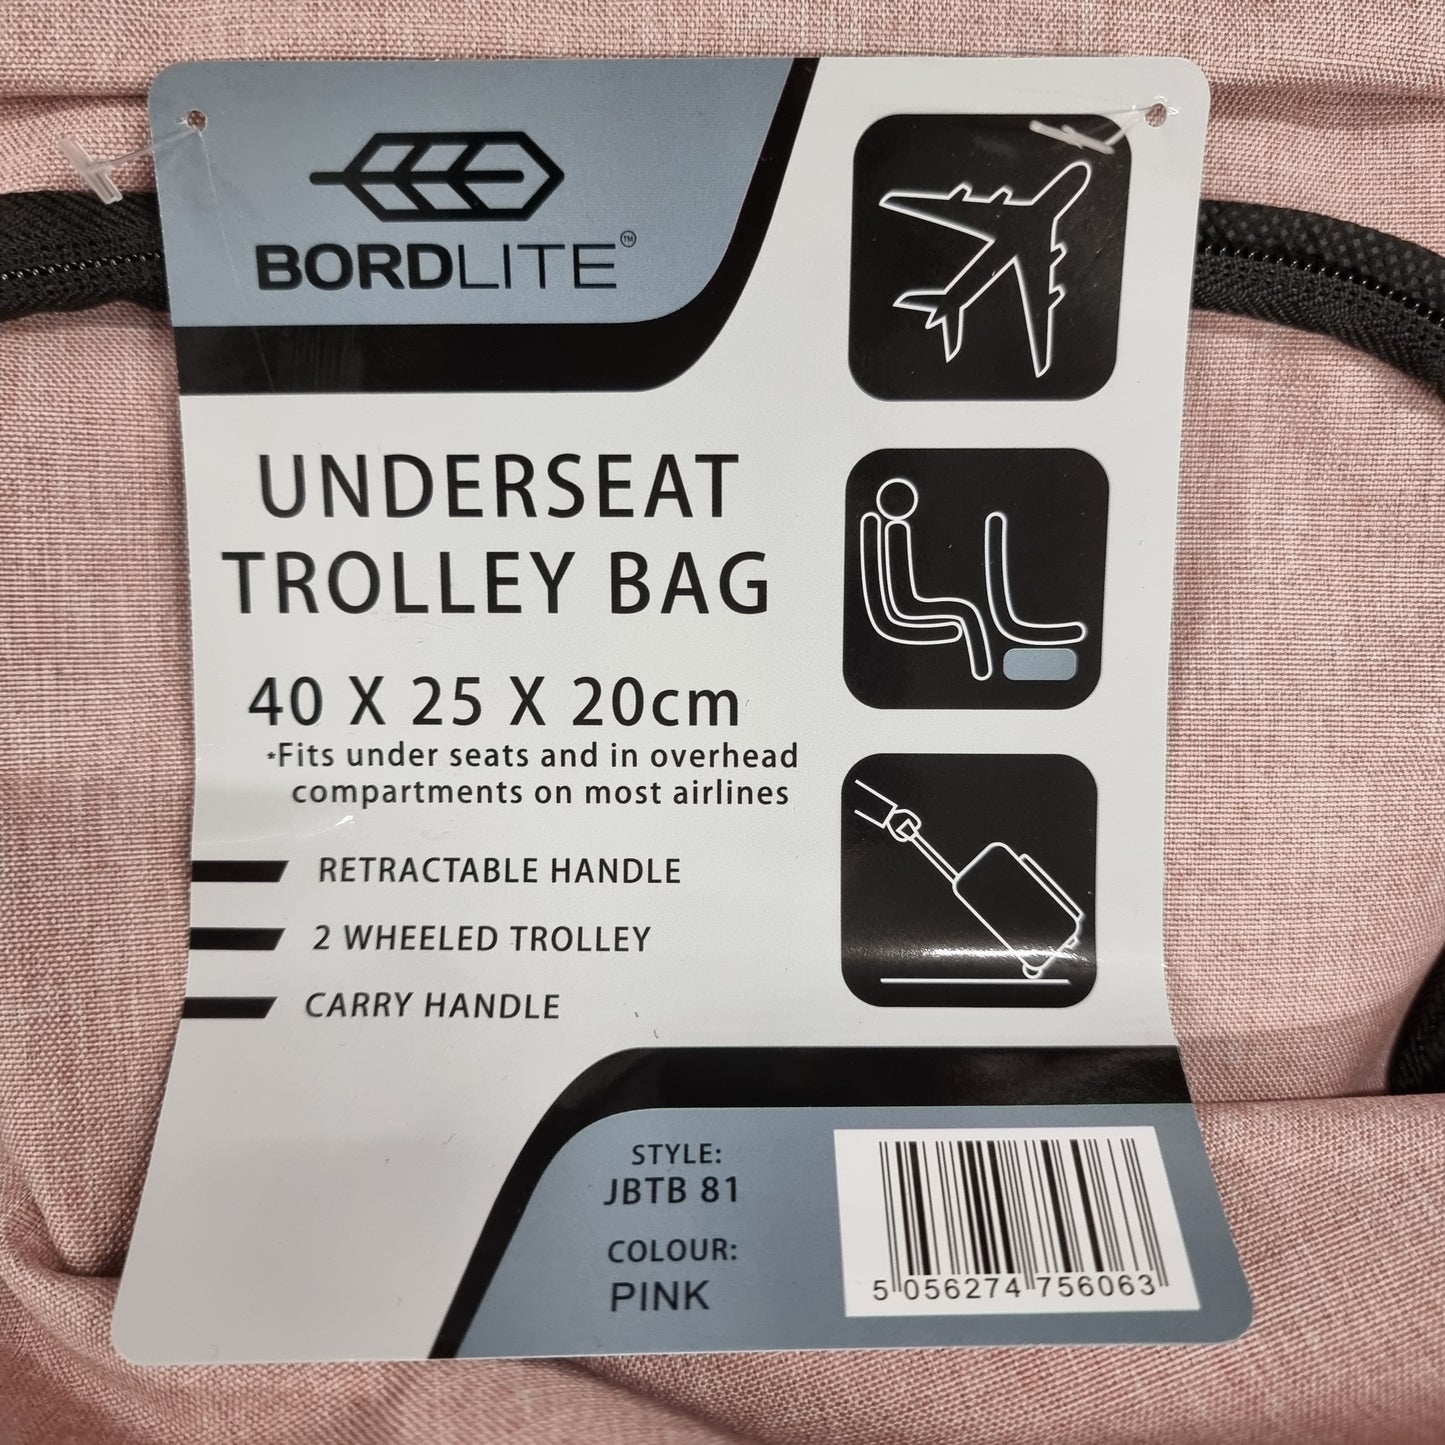 BORDLITE™
UNDERSEAT
TROLLEY BAG
40 X 25 X 20cm
*Fits under seats and in overhead
compartments on most airlines
RETRACTABLE HANDLE
2 WHEELED TROLLEY
CARRY HANDLE
STYLE:
JBTB 81
COLOUR:
PINK
5 056274 756063